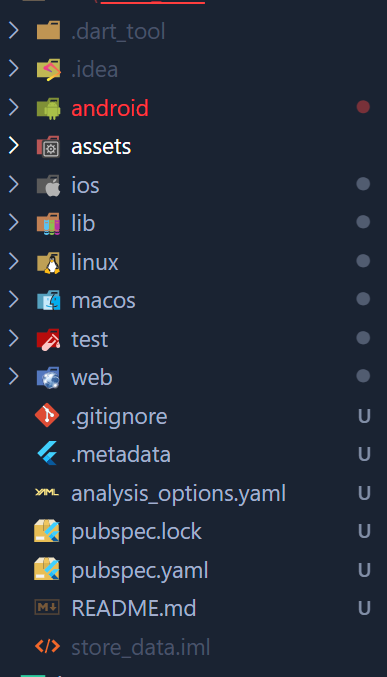 .dart_tool
.idea
android
assets
ios
lib
linux
macos
test
web
.gitignore U
.metadata U
YAML analysis_options.yaml U
pubspec.lock U
pubspec.yaml U
M README.md U
store_data.iml